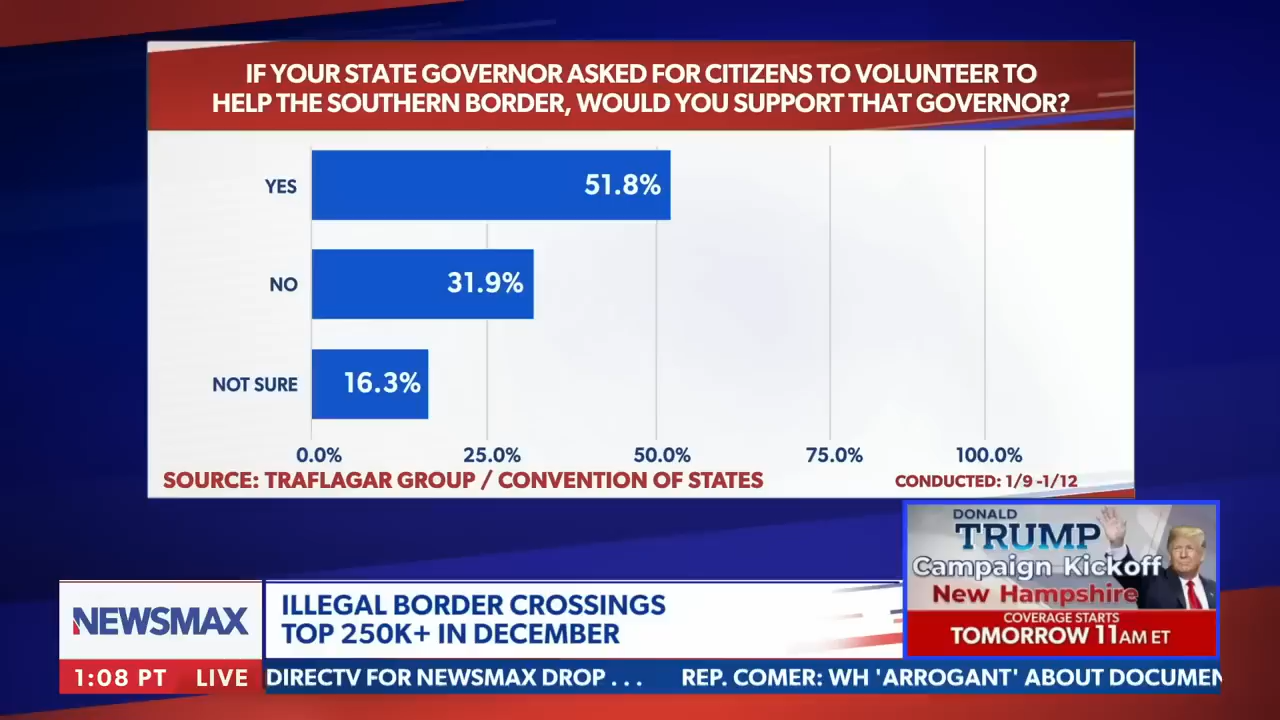 IF YOUR STATE GOVERNOR ASKED FOR CITIZENS TO VOLUNTEER TO
HELP THE SOUTHERN BORDER, WOULD YOU SUPPORT THAT GOVERNOR?
YES
51.8%
NO
31.9%
NOT SURE
16.3%
0.0% 25.0% 50.0% 75.0% 100.0%
SOURCE: TRAFLAGAR GROUP / CONVENTION OF STATES
CONDUCTED: 1/9 -1/12
DONALD
TRUMP
Campaign Kickoff
New Hampshire
COVERAGE STARTS
TOMORROW 11AM ET
NEWSMAX
ILLEGAL BORDER CROSSINGS
TOP 250K+ IN DECEMBER
1:08 PT LIVE
DIRECTV FOR NEWSMAX DROP . . . REP. COMER: WH 'ARROGANT' ABOUT DOCUMEN